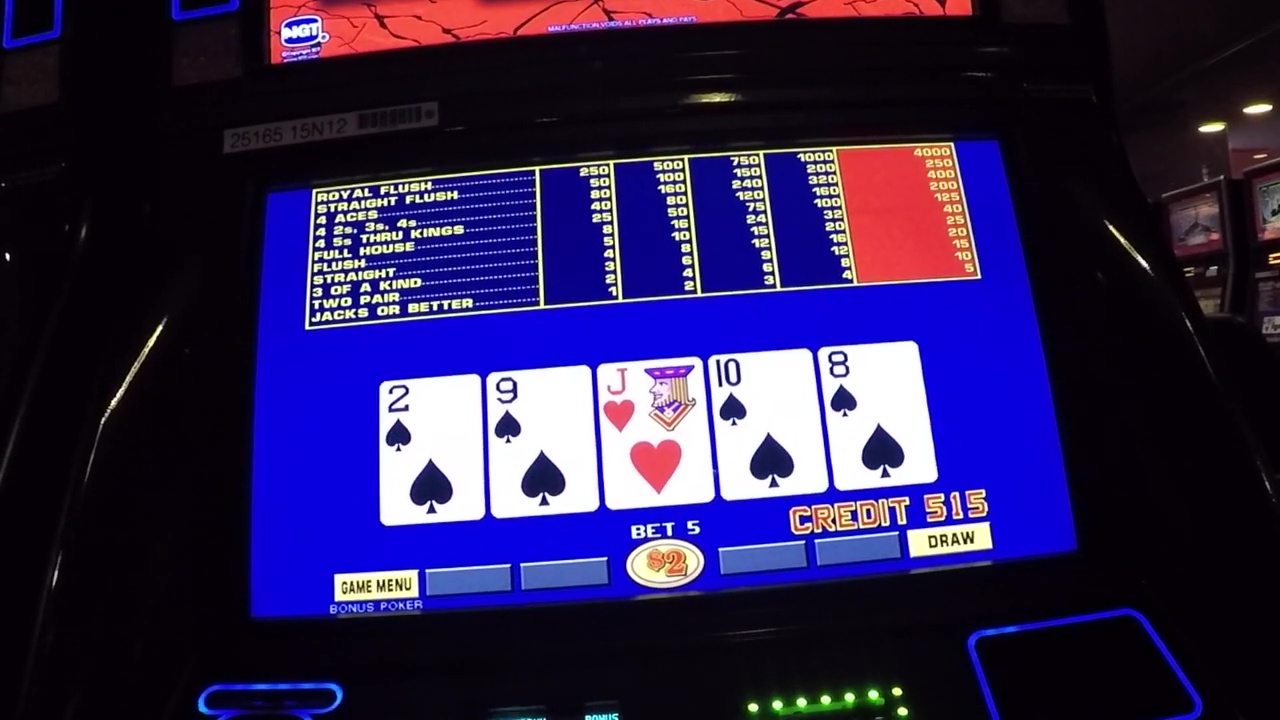 IGT
MALFUNCTION VOIDS ALL PLAYS AND PAYS
25165 15N12
ROYAL FLUSH 250 500 750 1000 4000
STRAIGHT FLUSH 50 100 150 200 250
4 ACES 80 160 240 320 400
4 2s, 3s, 4s 40 80 120 160 200
4 5s THRU KINGS 25 50 75 100 125
FULL HOUSE 8 16 24 32 40
FLUSH 5 10 15 20 25
STRAIGHT 4 8 12 16 20
3 OF A KIND 3 6 9 12 15
TWO PAIR 2 4 6 8 10
JACKS OR BETTER 1 2 3 4 5
2 9 J 10 8
CREDIT 515
BET 5
$2
DRAW
GAME MENU
BONUS POKER
BONUS